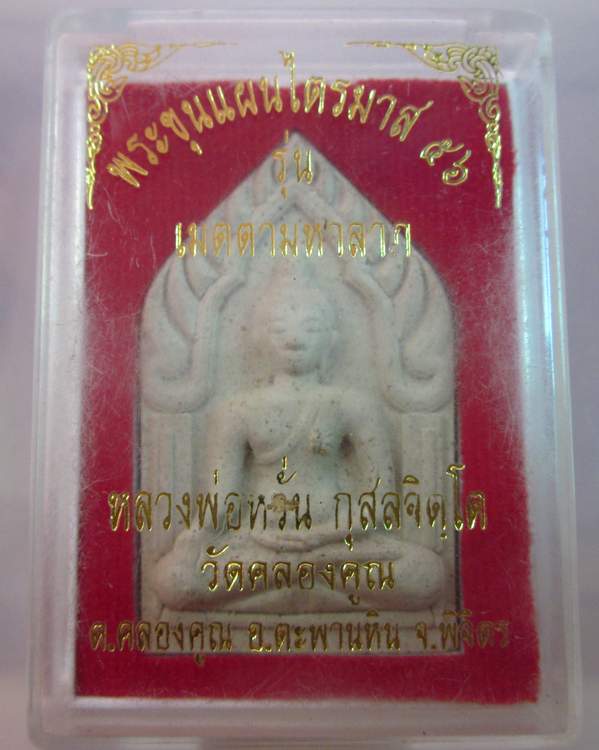 พระขุนแผนไตรมาส ๕๖
รุ่น
เมตตามหาลาภ
หลวงพ่อหวั่น กุสลจิตฺโต
วัดคลองคูณ
ต.คลองคูณ อ.ตะพานหิน จ.พิจิตร